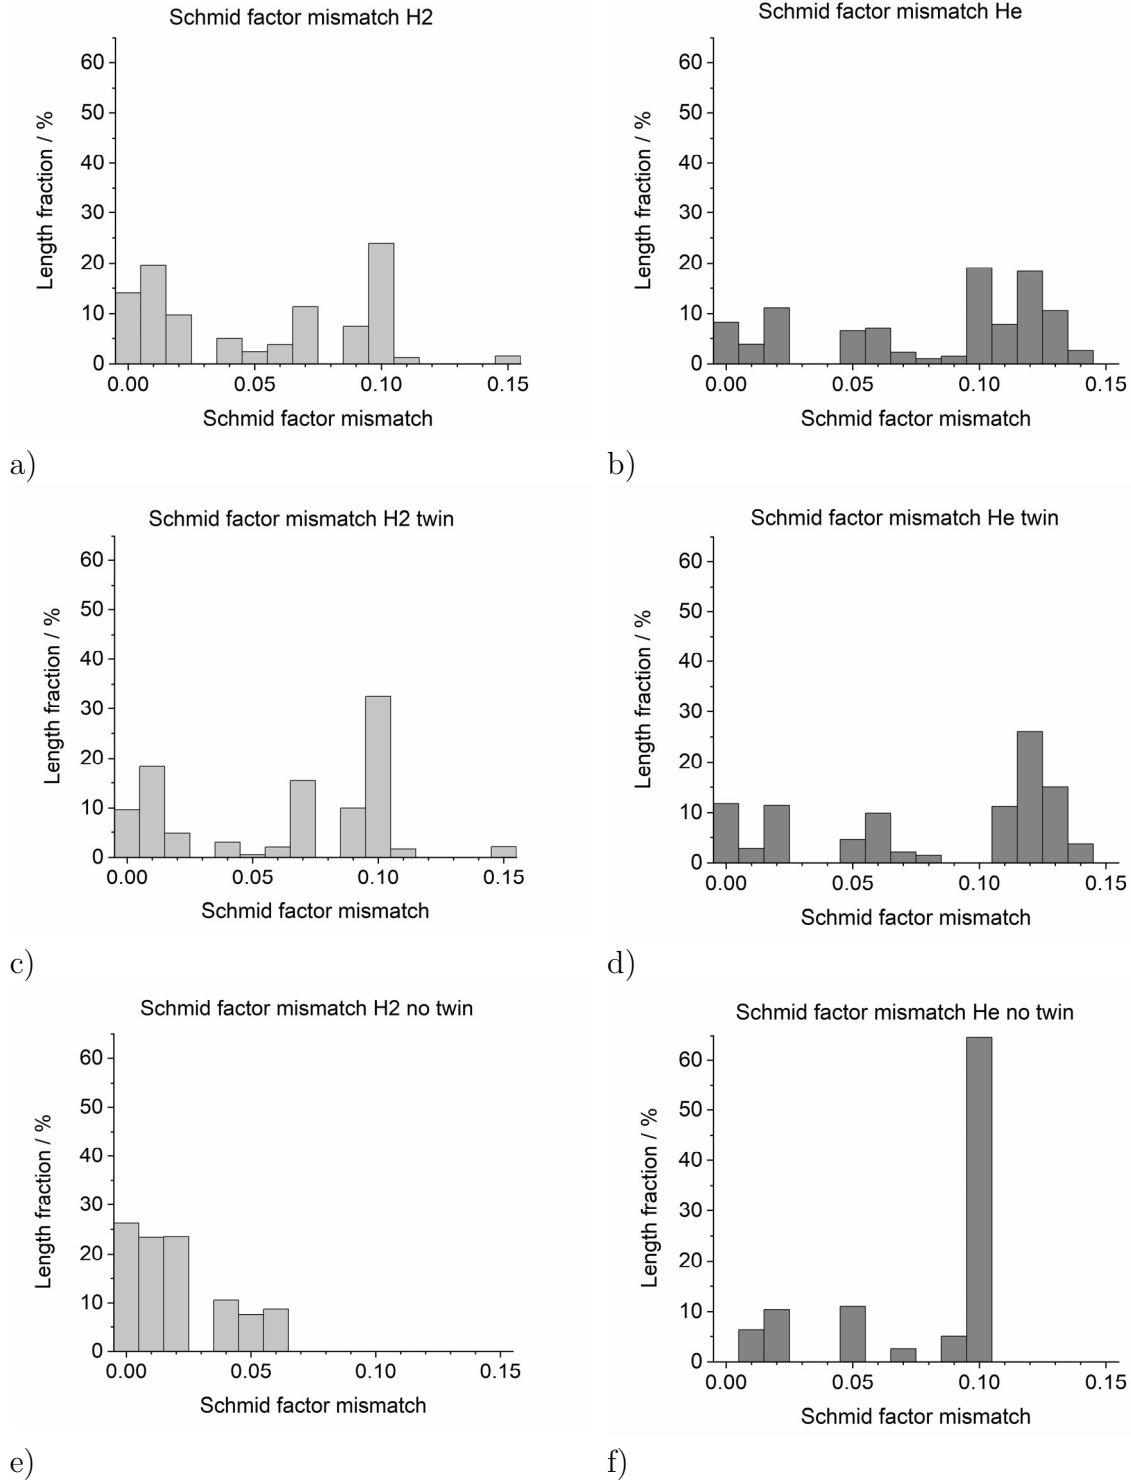 Schmid factor mismatch H2
Length fraction / %
60
50
40
30
20
10
0
0.00 0.05 0.10 0.15
Schmid factor mismatch
a)
Schmid factor mismatch He
Length fraction / %
60
50
40
30
20
10
0
0.00 0.05 0.10 0.15
Schmid factor mismatch
b)
Schmid factor mismatch H2 twin
Length fraction / %
60
50
40
30
20
10
0
0.00 0.05 0.10 0.15
Schmid factor mismatch
c)
Schmid factor mismatch He twin
Length fraction / %
60
50
40
30
20
10
0
0.00 0.05 0.10 0.15
Schmid factor mismatch
d)
Schmid factor mismatch H2 no twin
Length fraction / %
60
50
40
30
20
10
0
0.00 0.05 0.10 0.15
Schmid factor mismatch
e)
Schmid factor mismatch He no twin
Length fraction / %
60
50
40
30
20
10
0
0.00 0.05 0.10 0.15
Schmid factor mismatch
f)